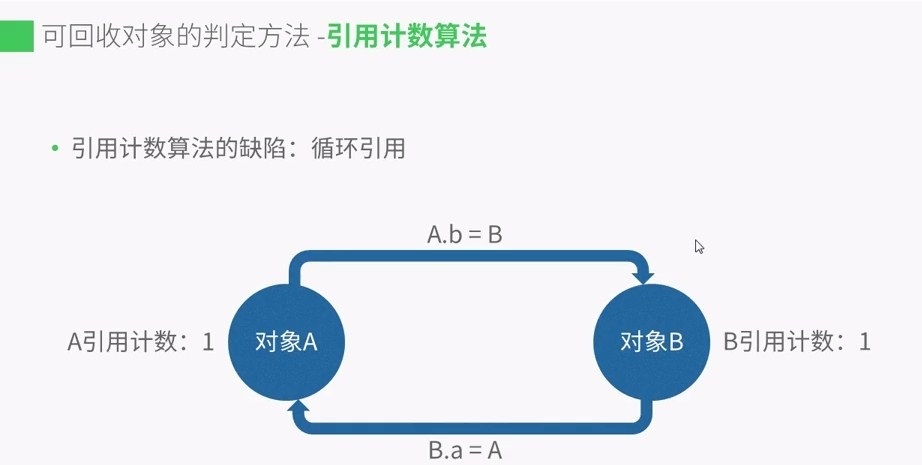 可回收对象的判定方法 -引用计数算法
• 引用计数算法的缺陷：循环引用
A.b = B
A引用计数：1
对象A
对象B
B引用计数：1
B.a = A